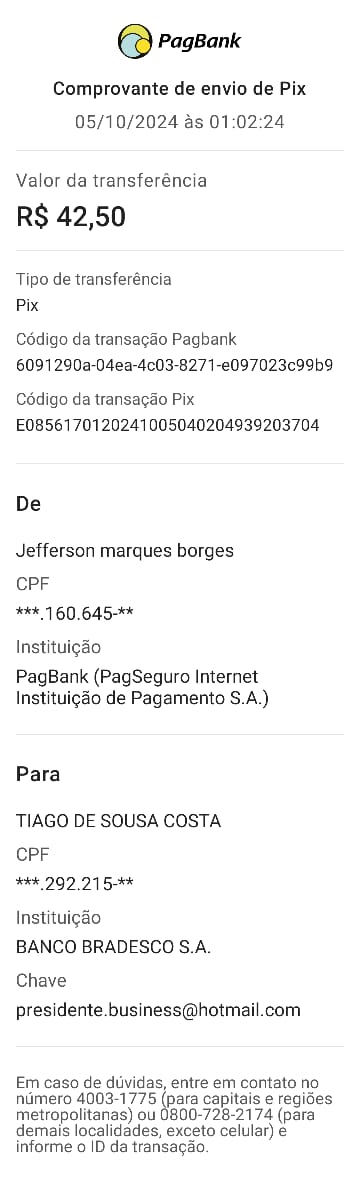 PagBank
Comprovante de envio de Pix
05/10/2024 às 01:02:24
Valor da transferência
R$ 42,50
Tipo de transferência
Pix
Código da transação Pagbank
6091290a-04ea-4c03-8271-e097023c99b9
Código da transação Pix
E0856170120241005040204939203704
De
Jefferson marques borges
CPF
***.160.645-**
Instituição
PagBank (PagSeguro Internet
Instituição de Pagamento S.A.)
Para
TIAGO DE SOUSA COSTA
CPF
***.292.215-**
Instituição
BANCO BRADESCO S.A.
Chave
presidente.business@hotmail.com
Em caso de dúvidas, entre em contato no
número 4003-1775 (para capitais e regiões
metropolitanas) ou 0800-728-2174 (para
demais localidades, exceto celular) e
informe o ID da transação.